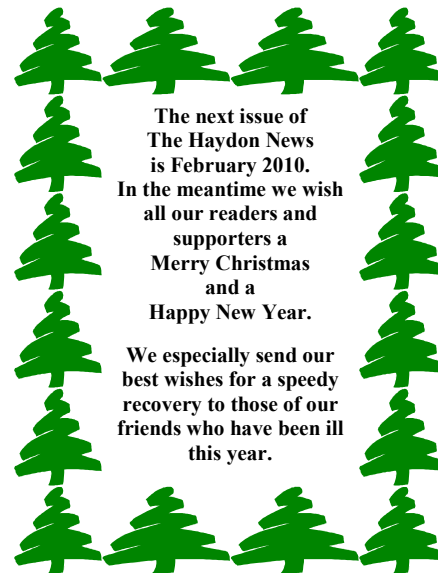 The next issue of
The Haydon News
is February 2010.
In the meantime we wish
all our readers and
supporters a
Merry Christmas
and a
Happy New Year.
We especially send our
best wishes for a speedy
recovery to those of our
friends who have been ill
this year.